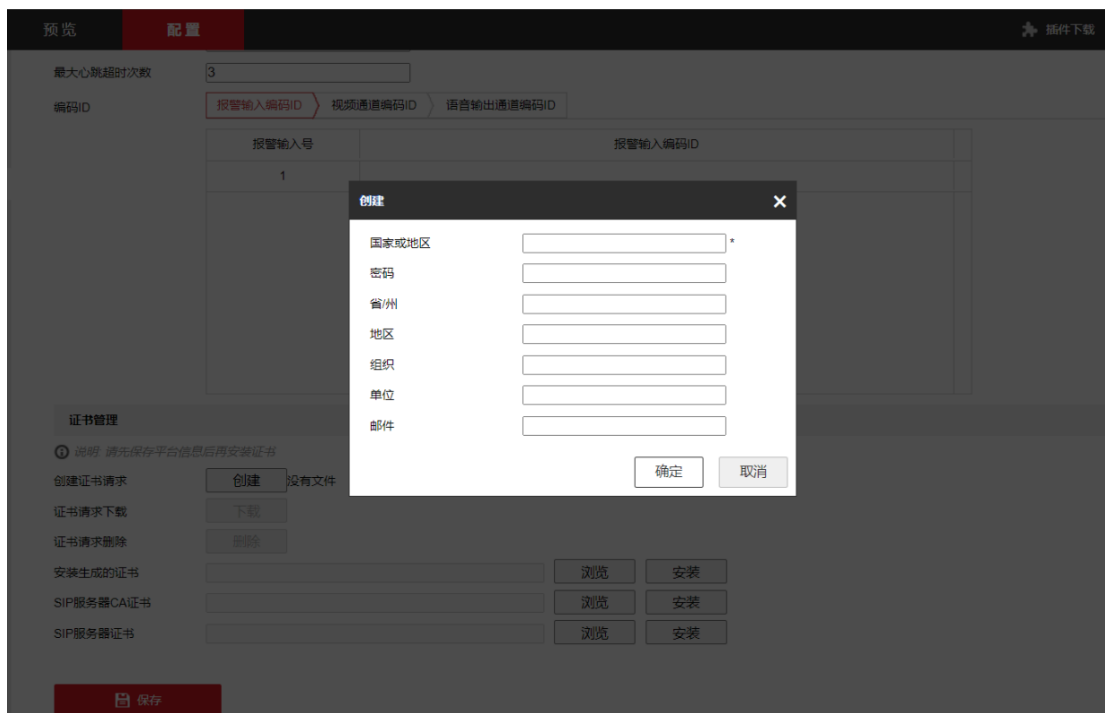 预览 配置 插件下载
最大心跳超时次数 3
编码ID 报警输入编码ID 视频通道编码ID 语音输出通道编码ID
报警输入号 报警输入编码ID
1
创建
国家或地区 *
密码
省/州
地区
组织
单位
邮件
确定 取消
证书管理
说明: 请先保存平台信息后再安装证书
创建证书请求 创建 没有文件
证书请求下载 下载
证书请求删除 删除
安装生成的证书 浏览 安装
SIP服务器CA证书 浏览 安装
SIP服务器证书 浏览 安装
保存